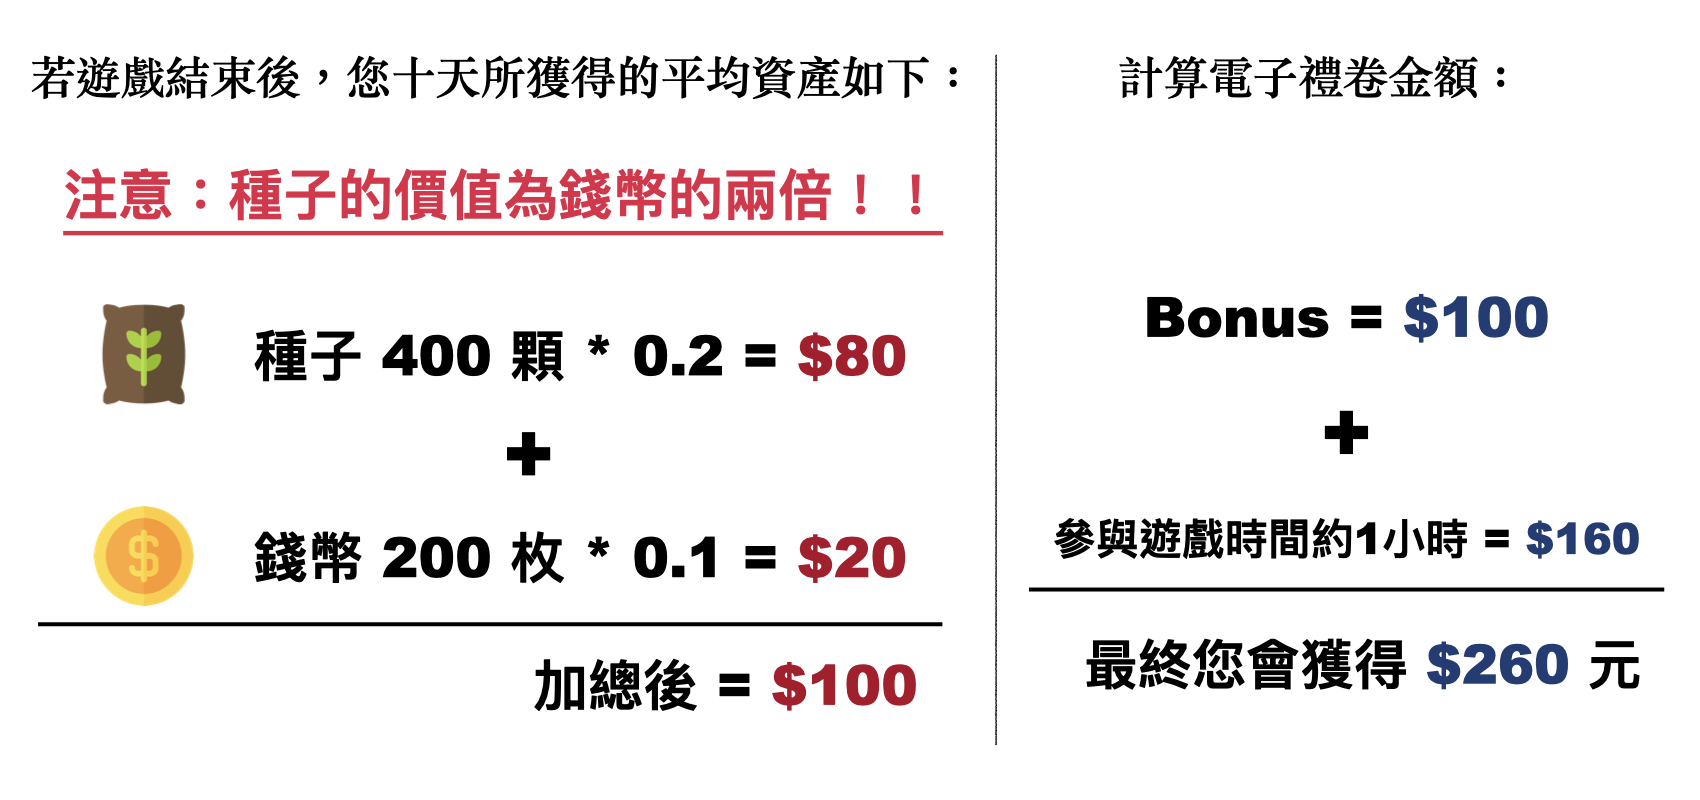 若遊戲結束後，您十天所獲得的平均資產如下：
注意：種子的價值為錢幣的兩倍！！
種子 400 顆 * 0.2 = $80
+
錢幣 200 枚 * 0.1 = $20
加總後 = $100
計算電子禮卷金額：
Bonus = $100
+
參與遊戲時間約1小時 = $160
最終您會獲得 $260 元